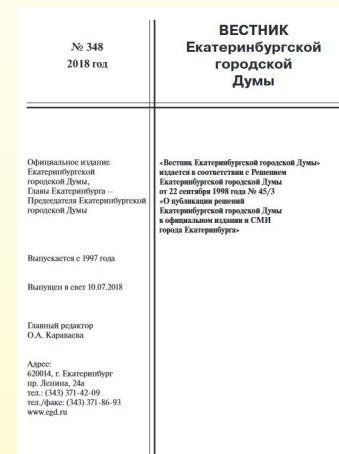 № 348
2018 год
ВЕСТНИК
Екатеринбургской
городской
Думы
Официальное издание
Екатеринбургской
городской Думы,
Главы Екатеринбурга –
Председателя Екатеринбургской
городской Думы
Выпускается с 1997 года
Выпущен в свет 10.07.2018
Главный редактор
О.А. Караваева
Адрес:
620014, г. Екатеринбург
пр. Ленина, 24а
тел.: (343) 371-42-09
тел./факс: (343) 371-86-93
www.egd.ru
«Вестник Екатеринбургской городской Думы»
издается в соответствии с Решением
Екатеринбургской городской Думы
от 22 сентября 1998 года № 45/3
«О публикации решений
Екатеринбургской городской Думы
в официальном издании и СМИ
города Екатеринбурга»